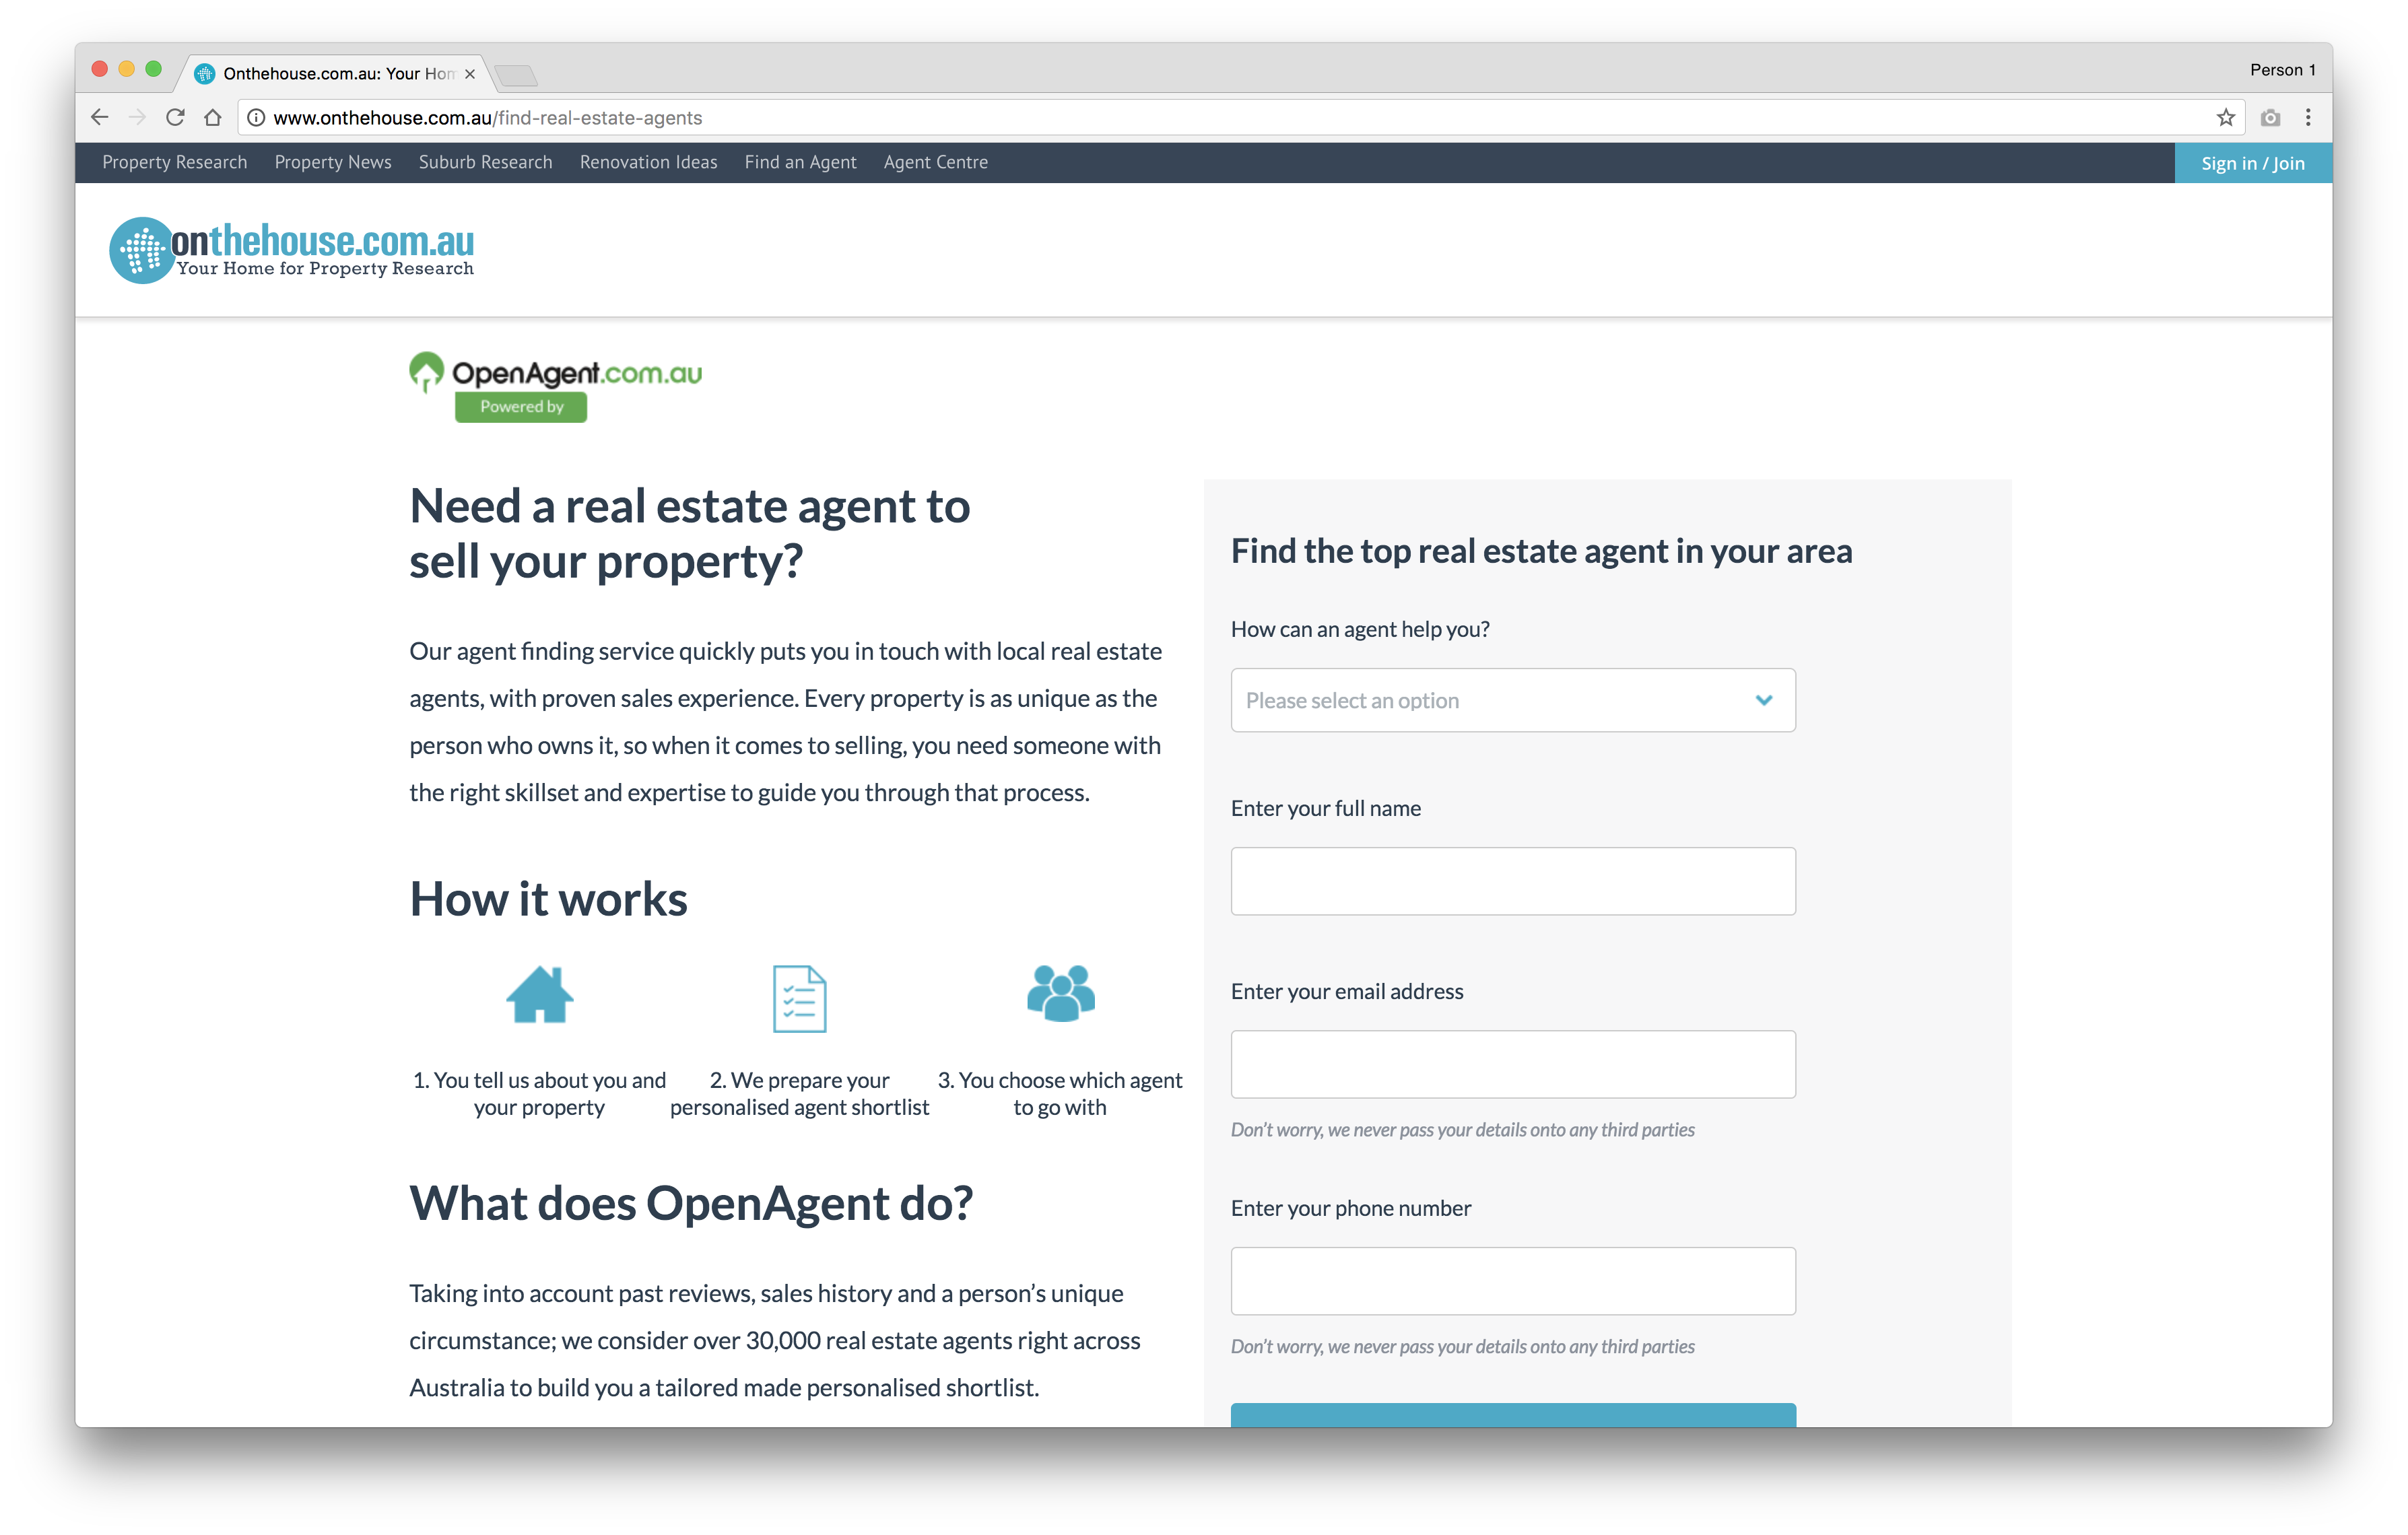 Onthehouse.com.au: Your Hom
Person 1
www.onthehouse.com.au/find-real-estate-agents
Property Research Property News Suburb Research Renovation Ideas Find an Agent Agent Centre Sign in / Join
onthehouse.com.au
Your Home for Property Research
OpenAgent.com.au
Powered by
Need a real estate agent to
sell your property?
Our agent finding service quickly puts you in touch with local real estate
agents, with proven sales experience. Every property is as unique as the
person who owns it, so when it comes to selling, you need someone with
the right skillset and expertise to guide you through that process.
How it works
1. You tell us about you and
your property
2. We prepare your
personalised agent shortlist
3. You choose which agent
to go with
What does OpenAgent do?
Taking into account past reviews, sales history and a person's unique
circumstance; we consider over 30,000 real estate agents right across
Australia to build you a tailored made personalised shortlist.
Find the top real estate agent in your area
How can an agent help you?
Please select an option
Enter your full name
Enter your email address
Don't worry, we never pass your details onto any third parties
Enter your phone number
Don't worry, we never pass your details onto any third parties